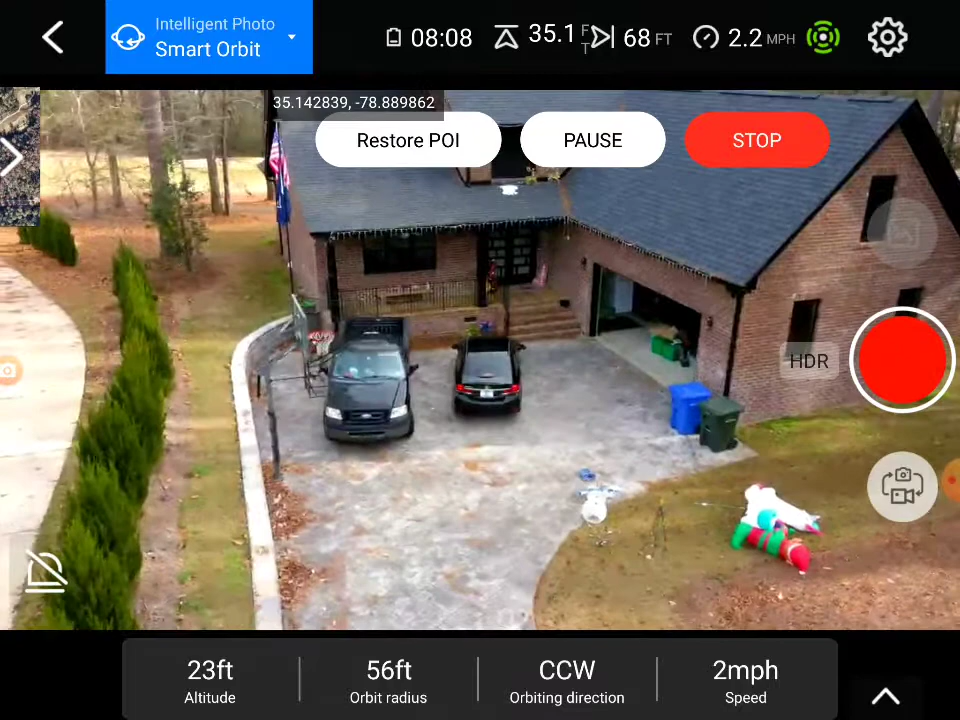 Intelligent Photo
Smart Orbit
08:08
35.1 FT
68 FT
2.2 MPH
35.142839, -78.889862
Restore POI
PAUSE
STOP
HDR
23ft
Altitude
56ft
Orbit radius
CCW
Orbiting direction
2mph
Speed